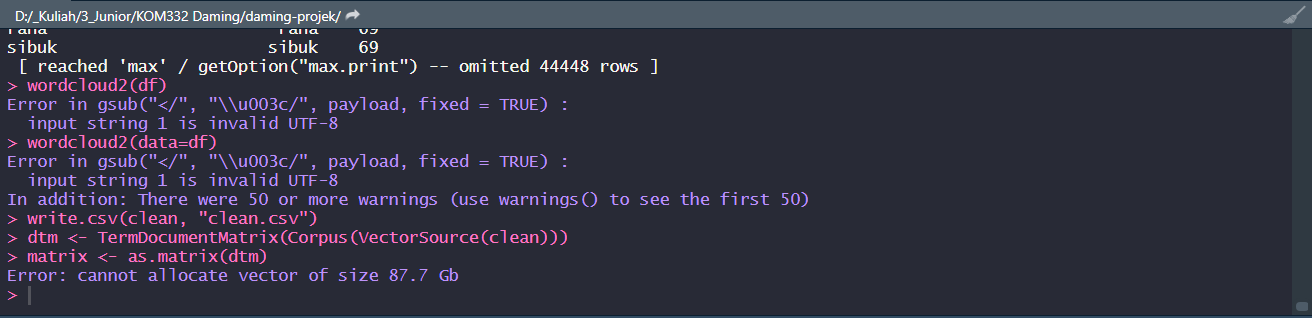 D:/_Kuliah/3_Junior/KOM332 Daming/daming-projek/
rana rana 69
sibuk sibuk 69
[ reached 'max' / getOption("max.print") -- omitted 44448 rows ]
> wordcloud2(df)
Error in gsub("</", "\\u003c/", payload, fixed = TRUE) :
input string 1 is invalid UTF-8
> wordcloud2(data=df)
Error in gsub("</", "\\u003c/", payload, fixed = TRUE) :
input string 1 is invalid UTF-8
In addition: There were 50 or more warnings (use warnings() to see the first 50)
> write.csv(clean, "clean.csv")
> dtm <- TermDocumentMatrix(Corpus(VectorSource(clean)))
> matrix <- as.matrix(dtm)
Error: cannot allocate vector of size 87.7 Gb
>